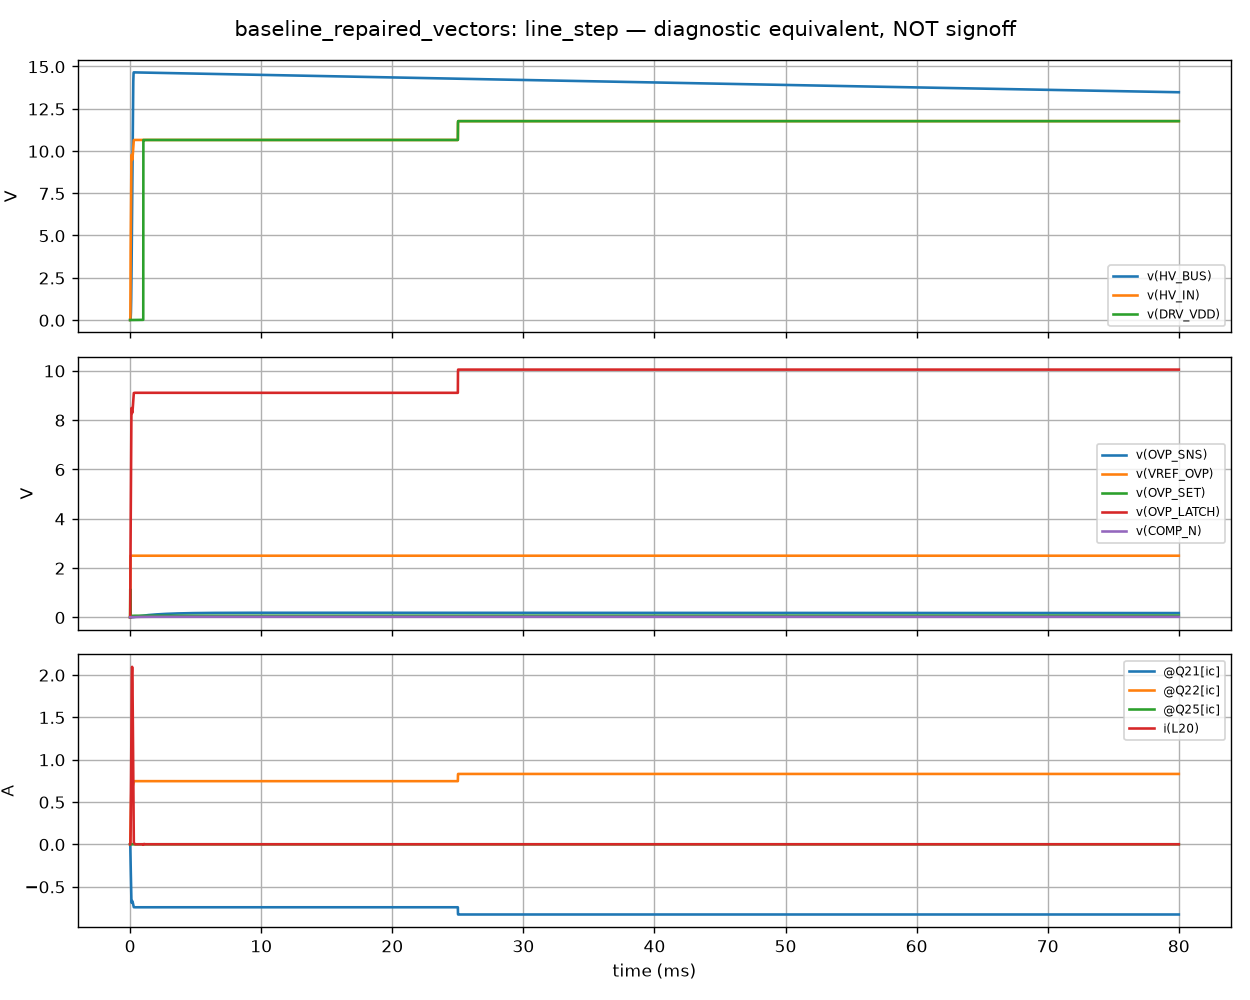 baseline_repaired_vectors: line_step — diagnostic equivalent, NOT signoff
15.0
12.5
10.0
7.5
5.0
2.5
0.0
V
v(HV_BUS)
v(HV_IN)
v(DRV_VDD)
10
8
6
4
2
0
V
v(OVP_SNS)
v(VREF_OVP)
v(OVP_SET)
v(OVP_LATCH)
v(COMP_N)
2.0
1.5
1.0
0.5
0.0
−0.5
A
@Q21[ic]
@Q22[ic]
@Q25[ic]
i(L20)
0 10 20 30 40 50 60 70 80
time (ms)